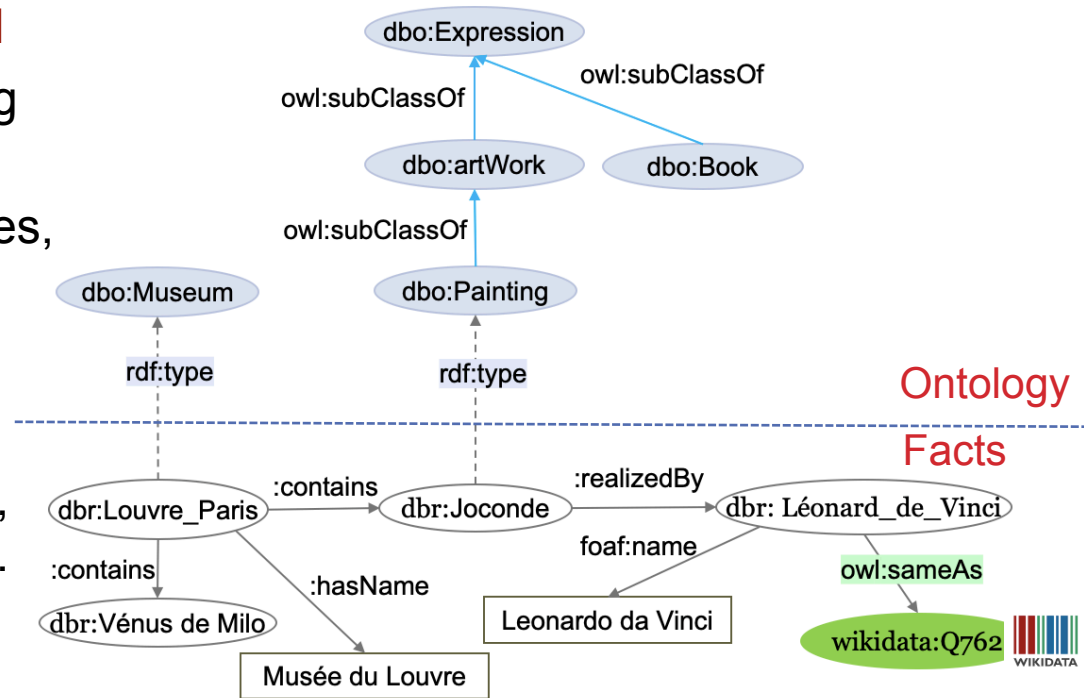 dbo:Expression
g
owl:subClassOf
owl:subClassOf
dbo:artWork
dbo:Book
es,
owl:subClassOf
dbo:Museum
dbo:Painting
rdf:type
rdf:type
Ontology
Facts
:contains
:realizedBy
,
dbr:Louvre_Paris
dbr:Joconde
dbr: Léonard_de_Vinci
.
:contains
:hasName
foaf:name
owl:sameAs
dbr:Vénus de Milo
Leonardo da Vinci
wikidata:Q762
WIKIDATA
Musée du Louvre